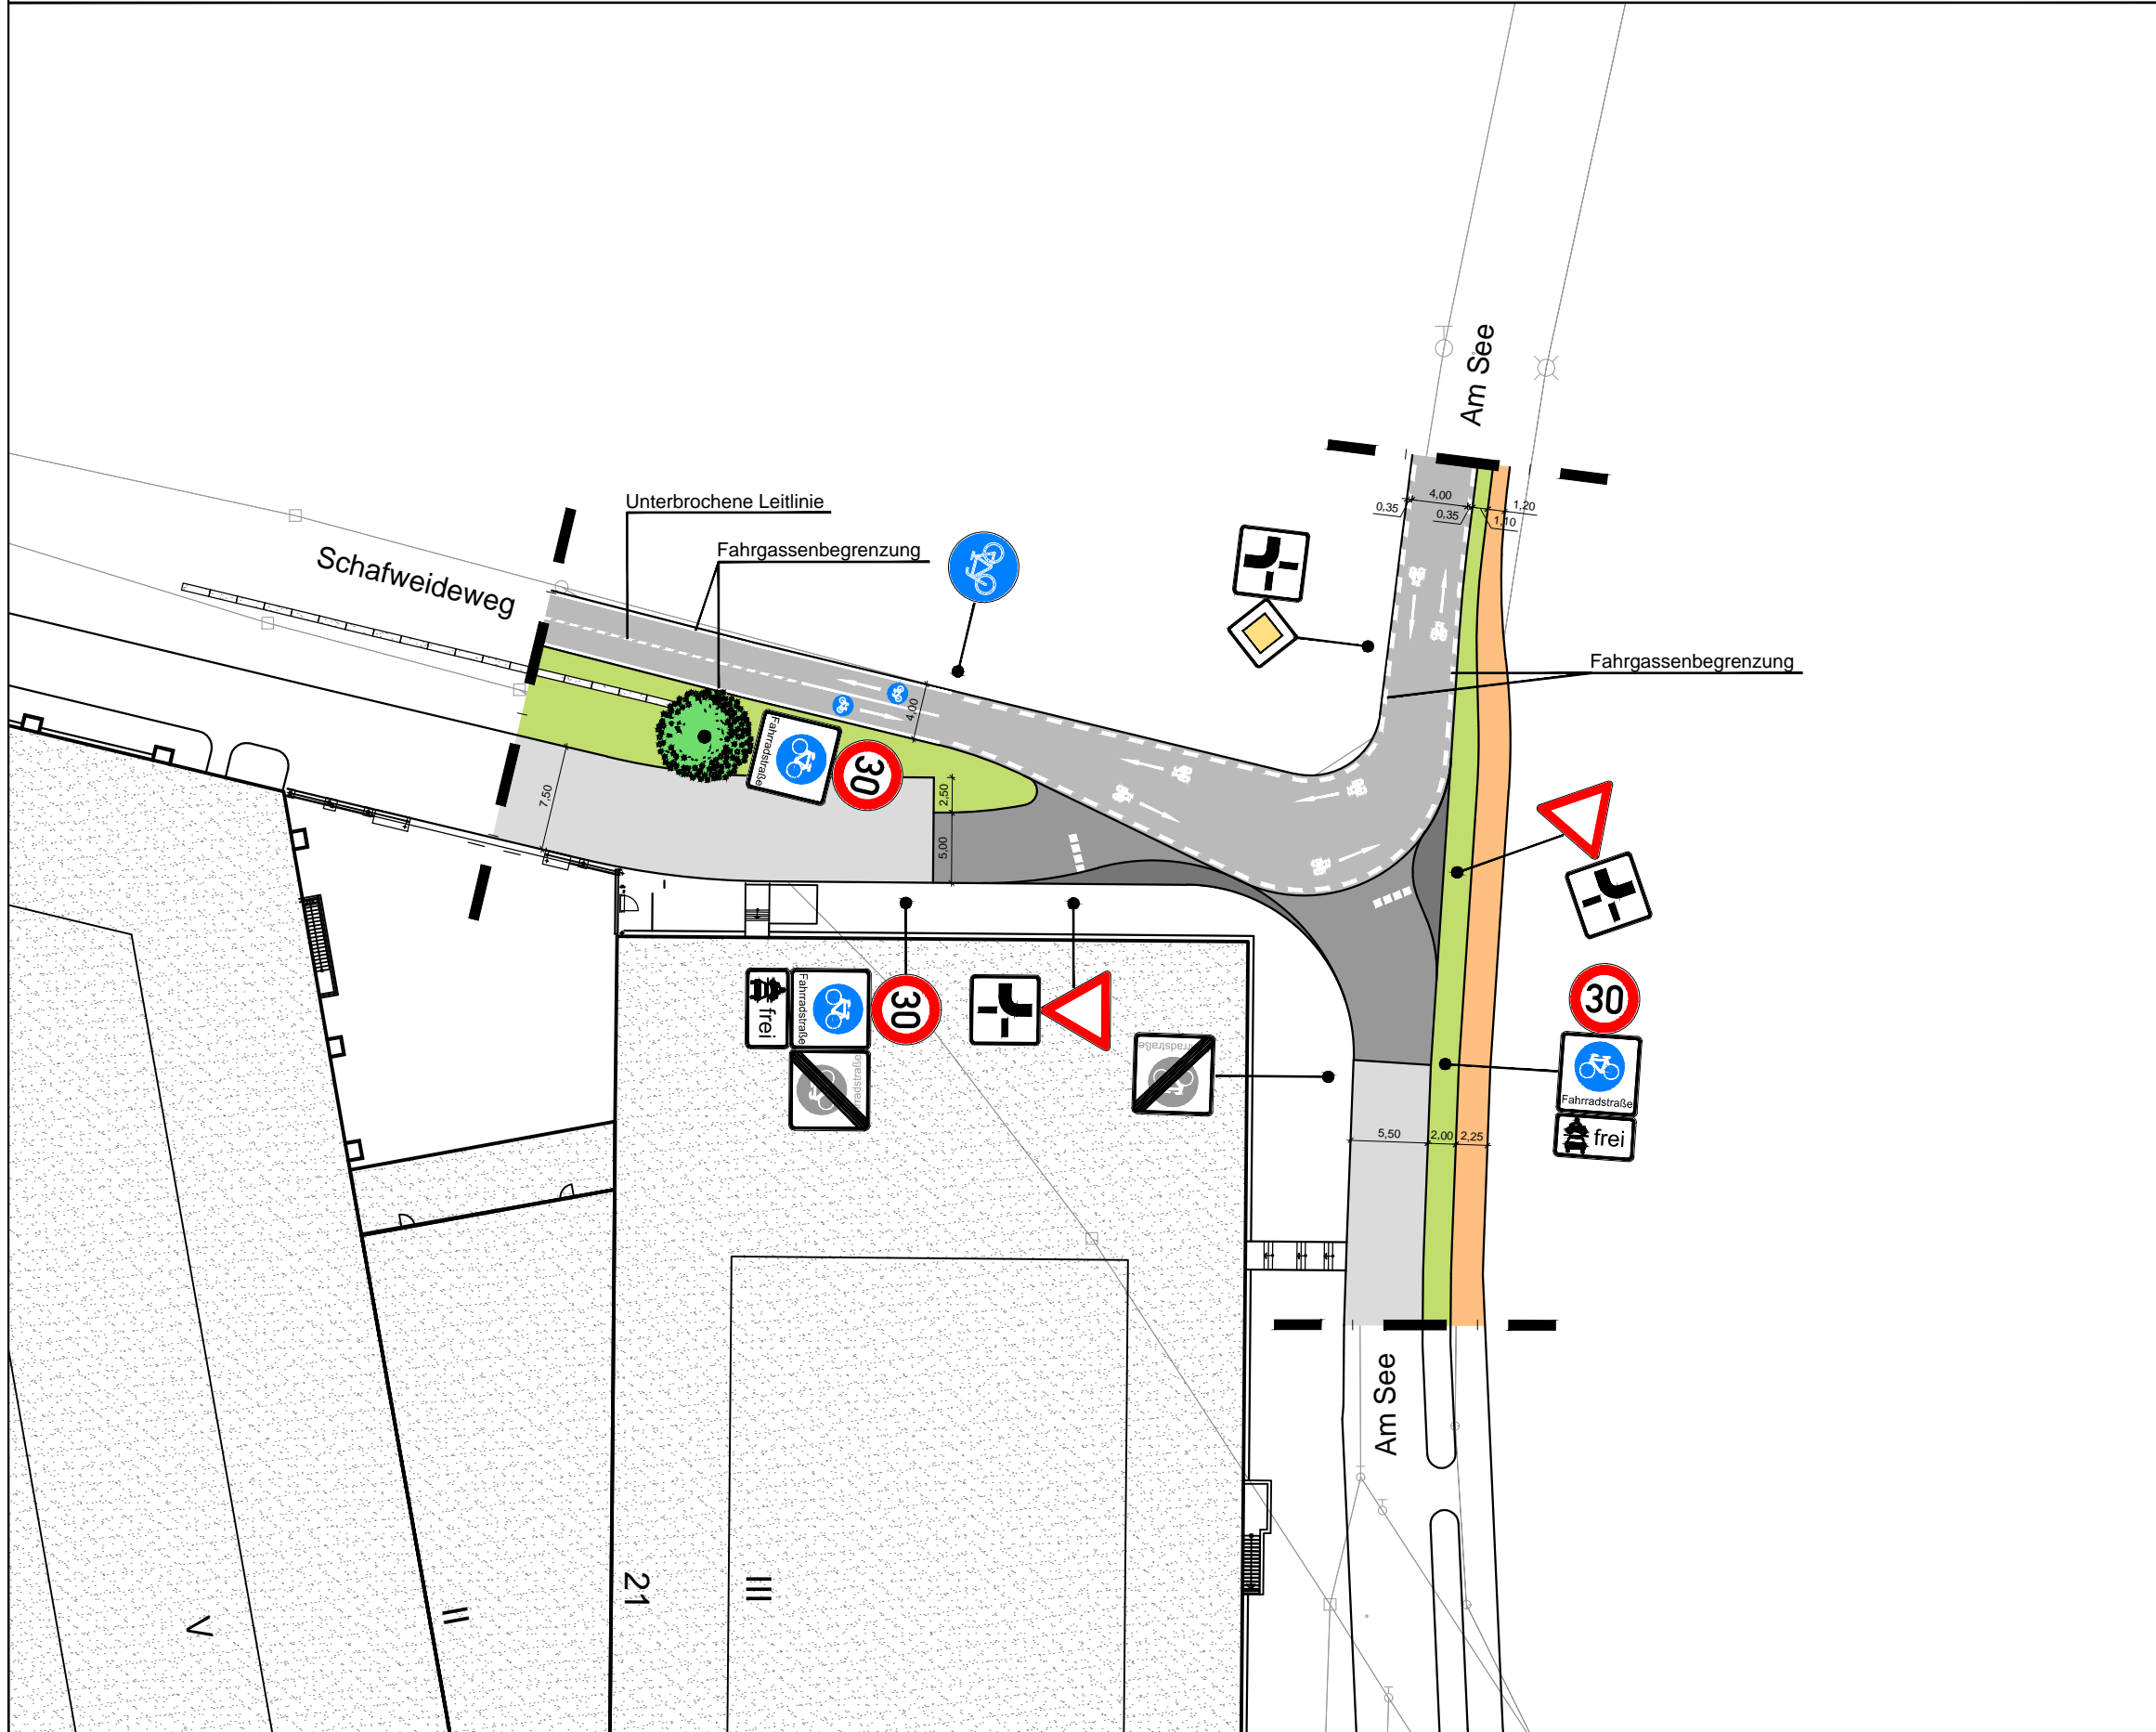 Am See
4,00
0,35
0,35
1,20
1,10
Unterbrochene Leitlinie
Fahrgassenbegrenzung
Schafweideweg
Fahrgassenbegrenzung
4,00
Fahrradstraße
30
7,50
2,50
5,00
frei
Fahrradstraße
30
radstraße
rradstraße
30
Fahrradstraße
frei
5,50
2,00
2,25
Am See
21
III
II
V